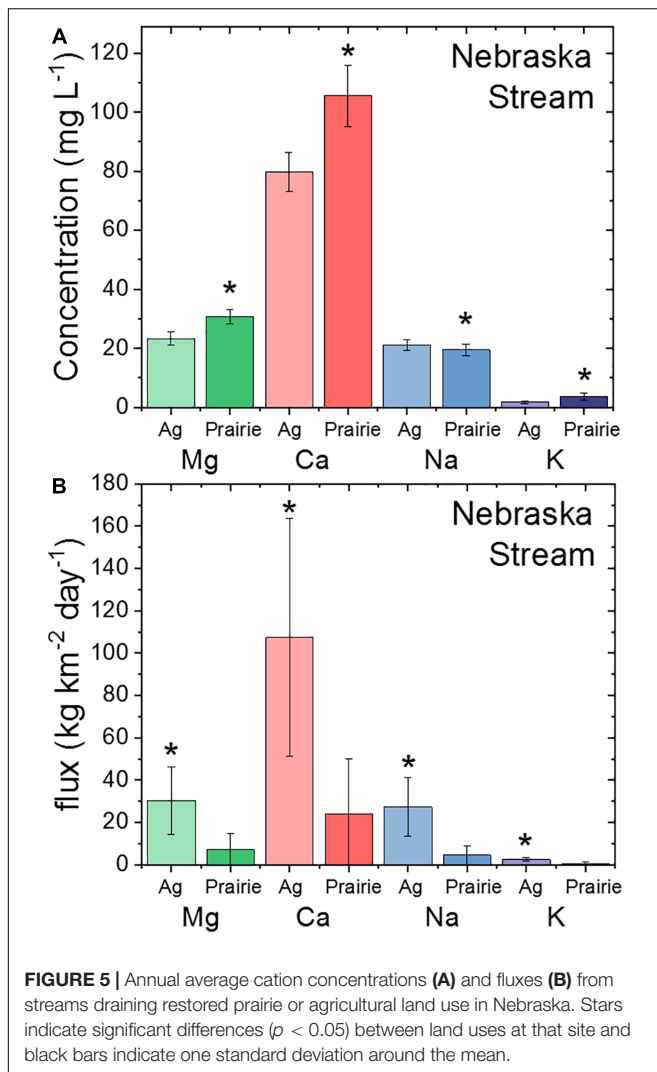 A
Nebraska
Stream
Concentration (mg L⁻¹)
120
100
80
60
40
20
0
*
*
*
*
Ag Prairie Ag Prairie Ag Prairie Ag Prairie
Mg Ca Na K
B
Nebraska
Stream
flux (kg km⁻² day⁻¹)
180
160
140
120
100
80
60
40
20
0
*
*
*
*
Ag Prairie Ag Prairie Ag Prairie Ag Prairie
Mg Ca Na K
FIGURE 5 | Annual average cation concentrations (A) and fluxes (B) from
streams draining restored prairie or agricultural land use in Nebraska. Stars
indicate significant differences (p < 0.05) between land uses at that site and
black bars indicate one standard deviation around the mean.